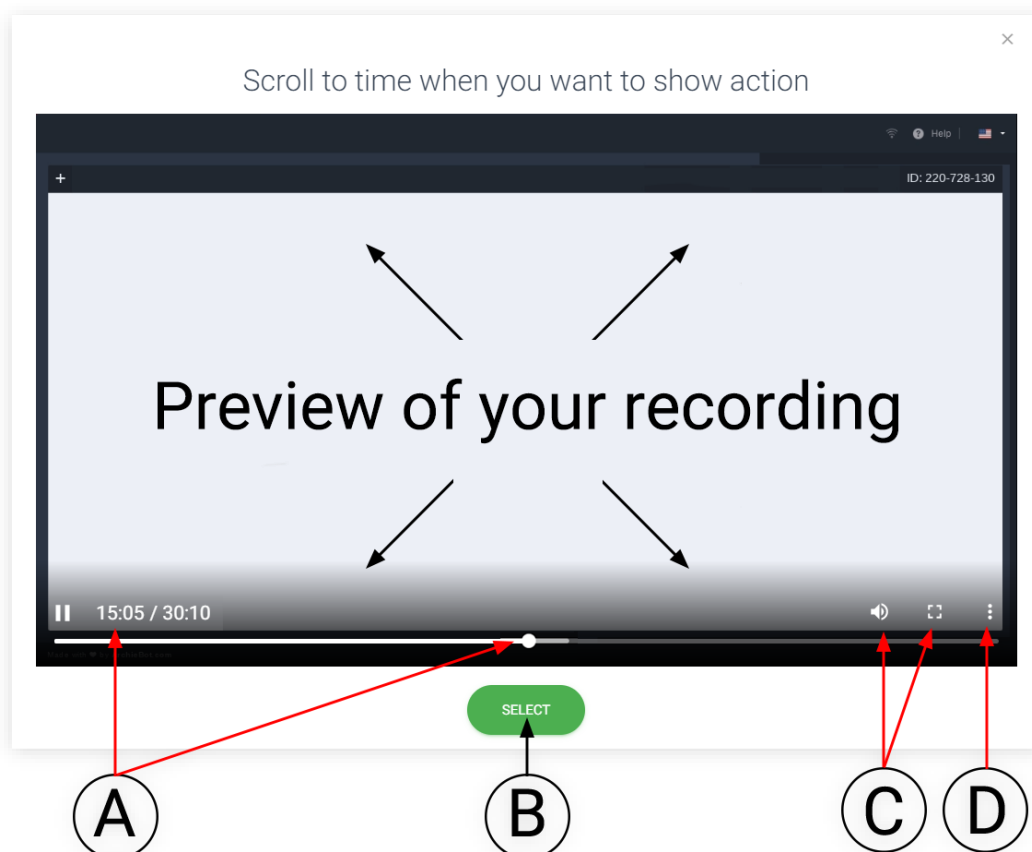 ×
Scroll to time when you want to show action
? Help |
+ ID: 220-728-130
Preview of your recording
15:05 / 30:10
SELECT
A B C D